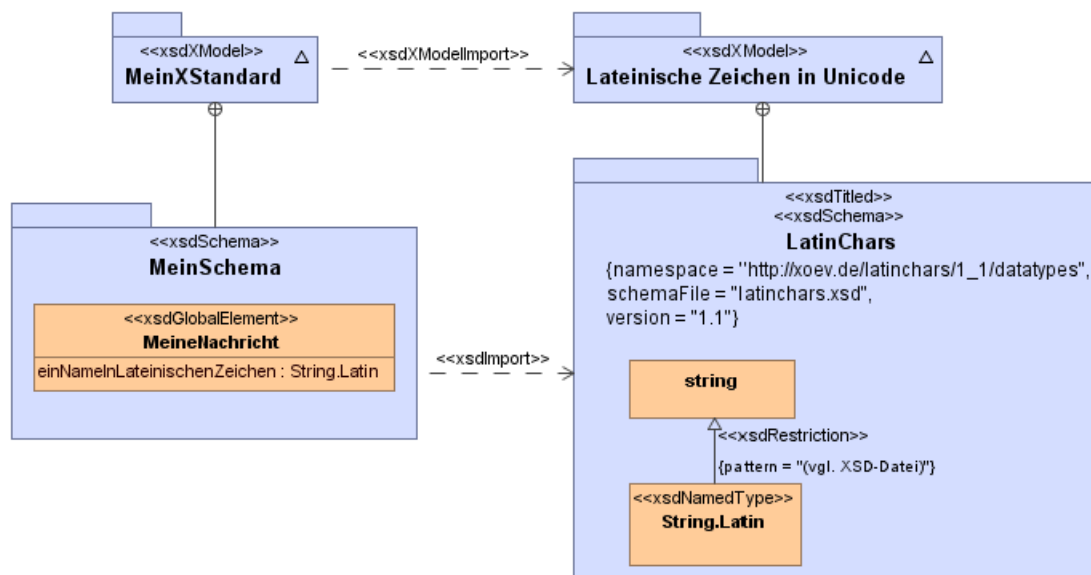 <<xsdXModel>>
MeinXStandard
<<xsdXModelImport>>
<<xsdXModel>>
Lateinische Zeichen in Unicode
<<xsdSchema>>
MeinSchema
<<xsdGlobalElement>>
MeineNachricht
einNameInLateinischenZeichen : String.Latin
<<xsdImport>>
<<xsdTitled>>
<<xsdSchema>>
LatinChars
{namespace = "http://xoev.de/latinchars/1_1/datatypes",
schemaFile = "latinchars.xsd",
version = "1.1"}
string
<<xsdRestriction>>
{pattern = "(vgl. XSD-Datei)"}
<<xsdNamedType>>
String.Latin